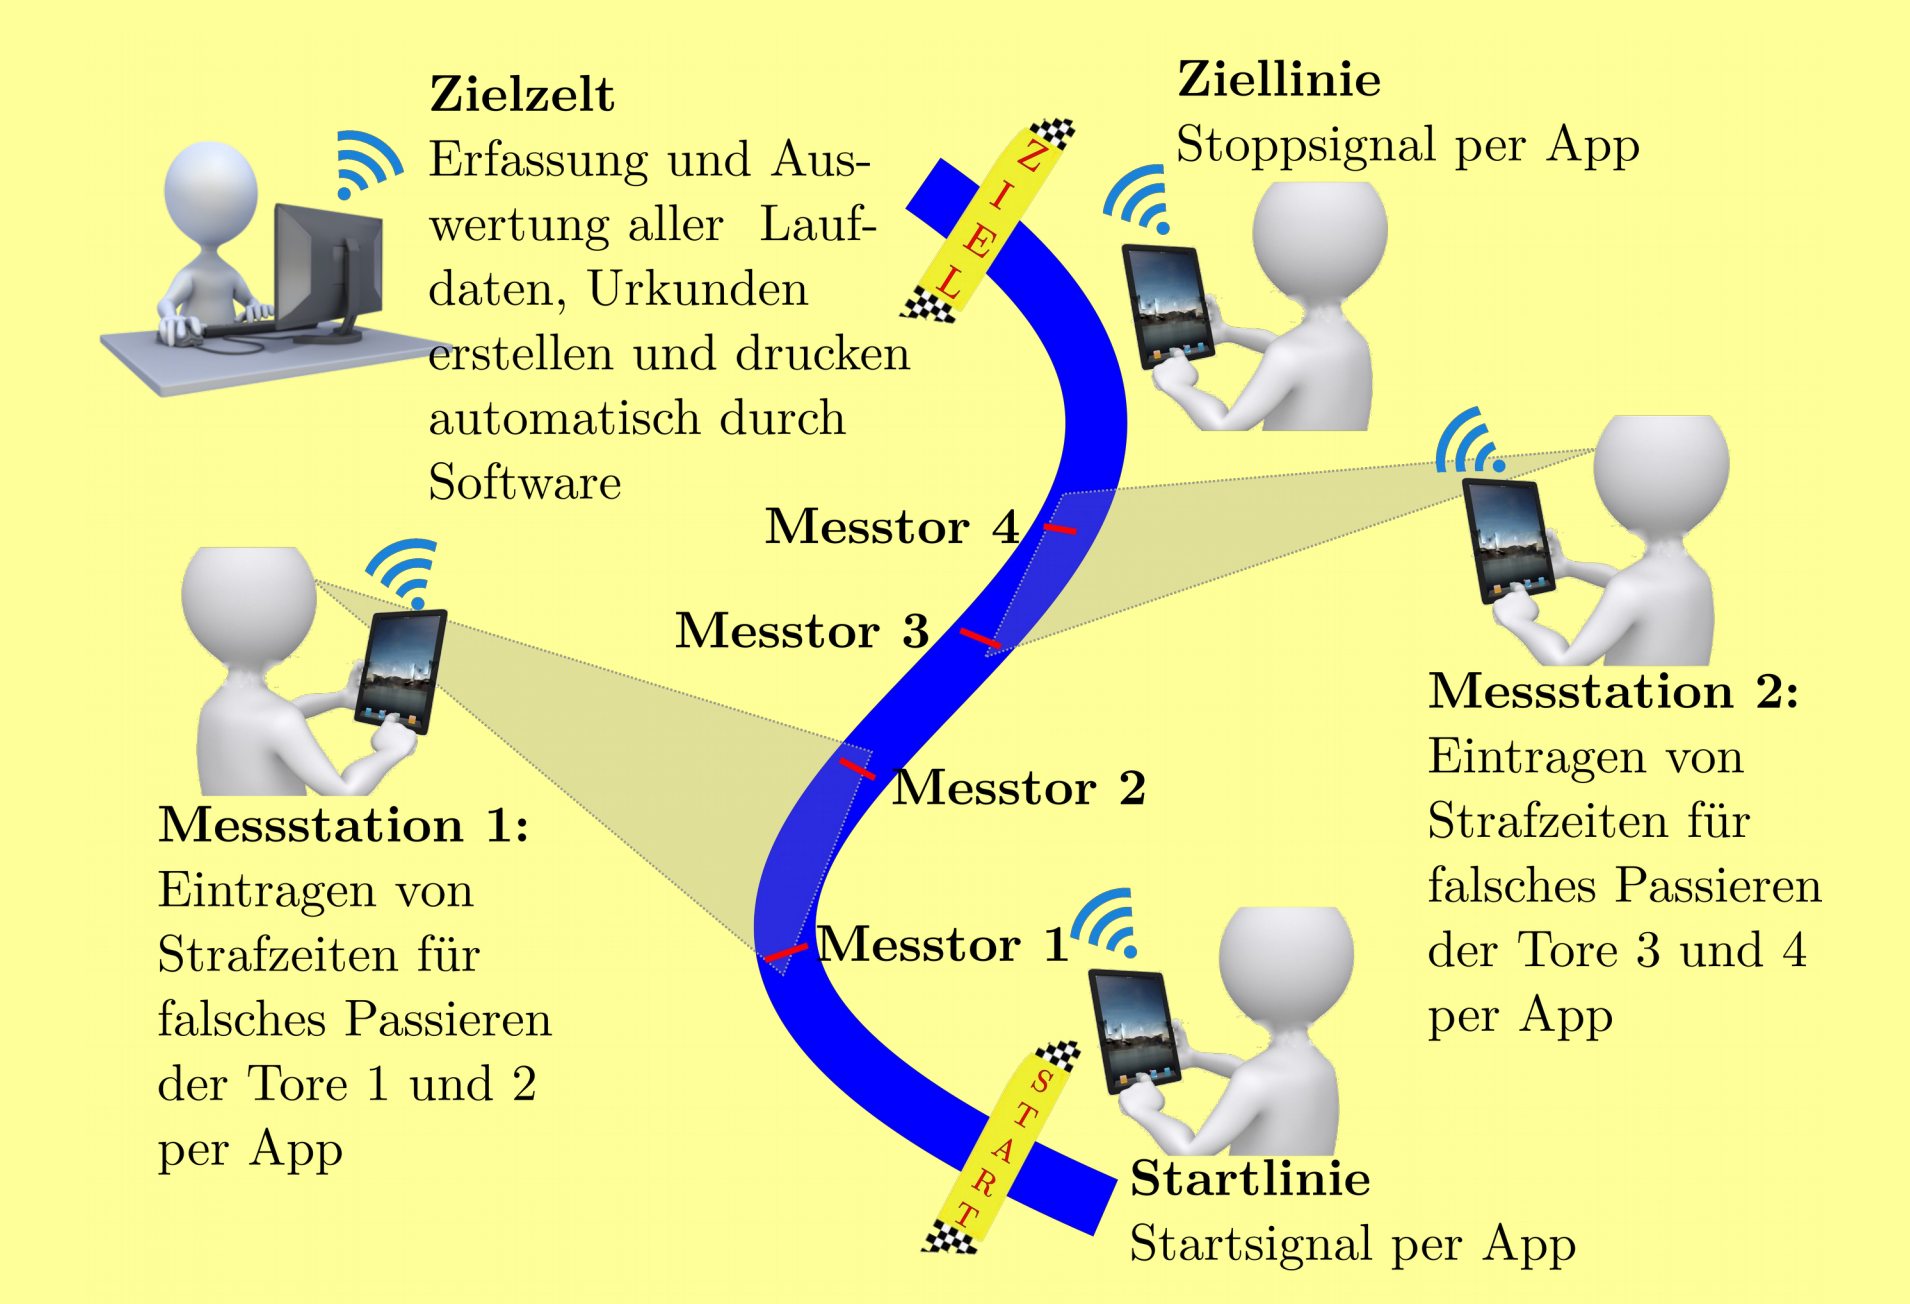 Zielzelt
Erfassung und Aus-
wertung aller Lauf-
daten, Urkunden
erstellen und drucken
automatisch durch
Software
Ziellinie
Stoppsignal per App
ZIEL
Messtor 4
Messtor 3
Messtor 2
Messtor 1
Messstation 1:
Eintragen von
Strafzeiten für
falsches Passieren
der Tore 1 und 2
per App
Messstation 2:
Eintragen von
Strafzeiten für
falsches Passieren
der Tore 3 und 4
per App
START
Startlinie
Startsignal per App